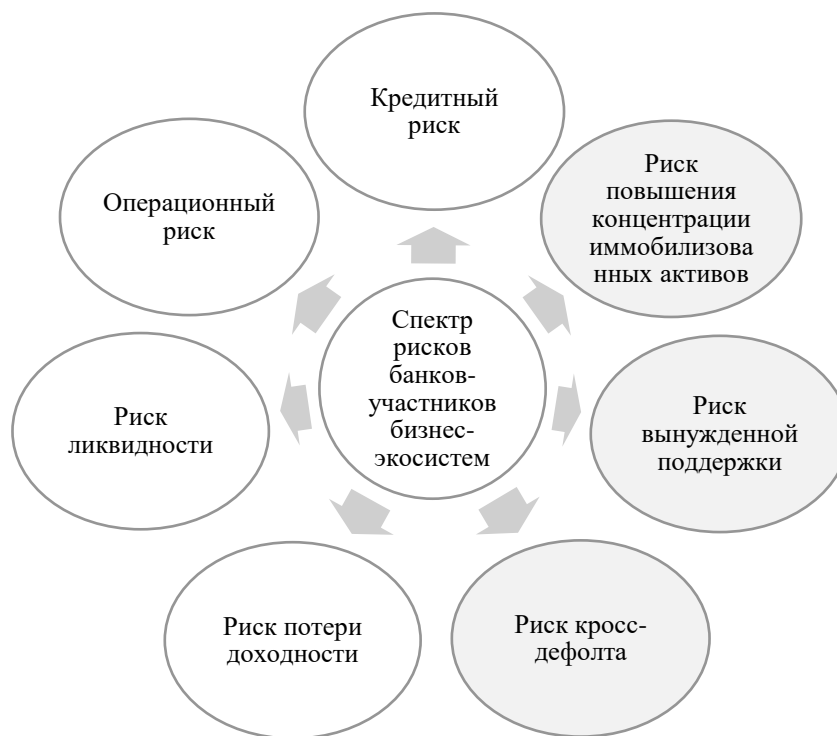 Кредитный
риск
Риск
повышения
концентрации
иммобилизова
нных активов
Риск
вынужденной
поддержки
Риск кросс-
дефолта
Риск потери
доходности
Риск
ликвидности
Операционный
риск
Спектр
рисков
банков-
участников
бизнес-
экосистем